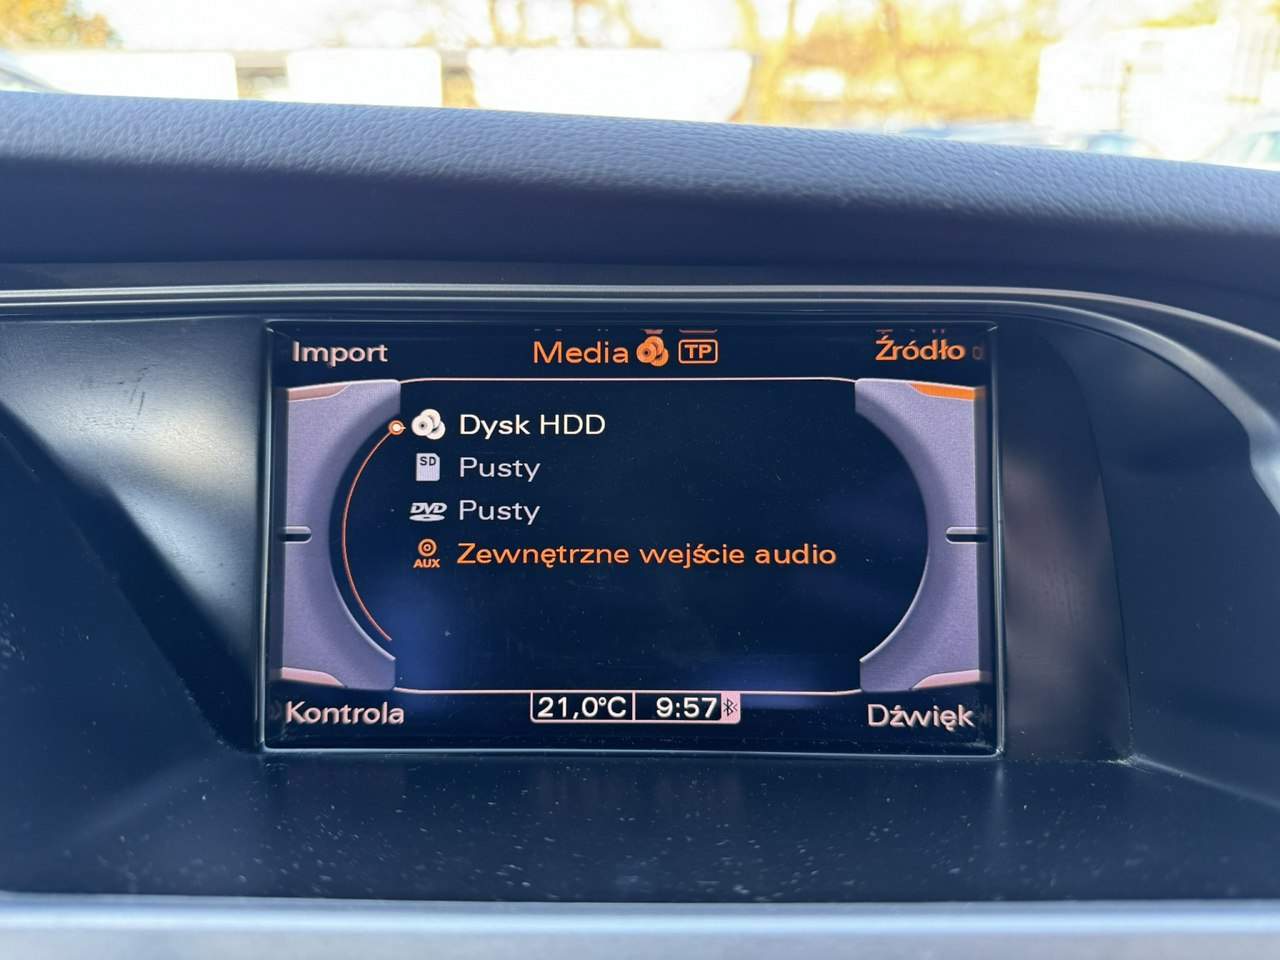 Import
Media TP
Źródło
Dysk HDD
SD Pusty
DVD Pusty
AUX Zewnętrzne wejście audio
Kontrola
21,0°C 9:57
Dźwięk